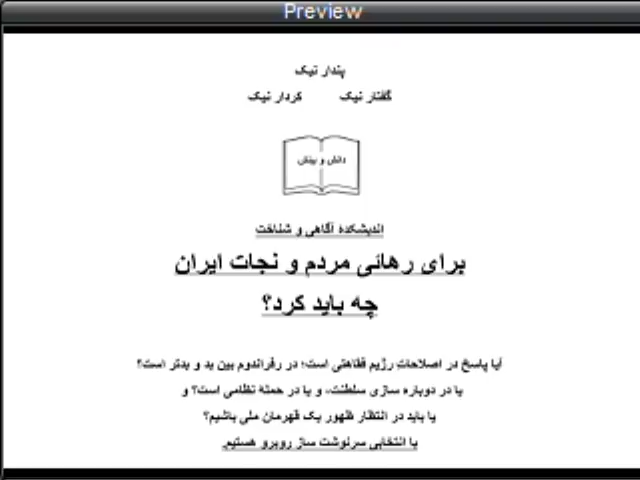 Preview
پندار نیک
گفتار نیک کردار نیک
دانش و بینش
اندیشکدهٔ آگاهی و شناخت
برای رهائی مردم و نجات ایران
چه باید کرد؟
آیا پاسخ در اصلاحاتِ رژیم فقاهتی است؛ در رفراندوم بین بد و بدتر است؟
یا در دوباره سازی سلطنت، و یا در حملهٔ نظامی است؟ و
یا باید در انتظار ظهور یک قهرمان ملی باشیم؟
با انتخابی سرنوشت ساز روبرو هستیم.